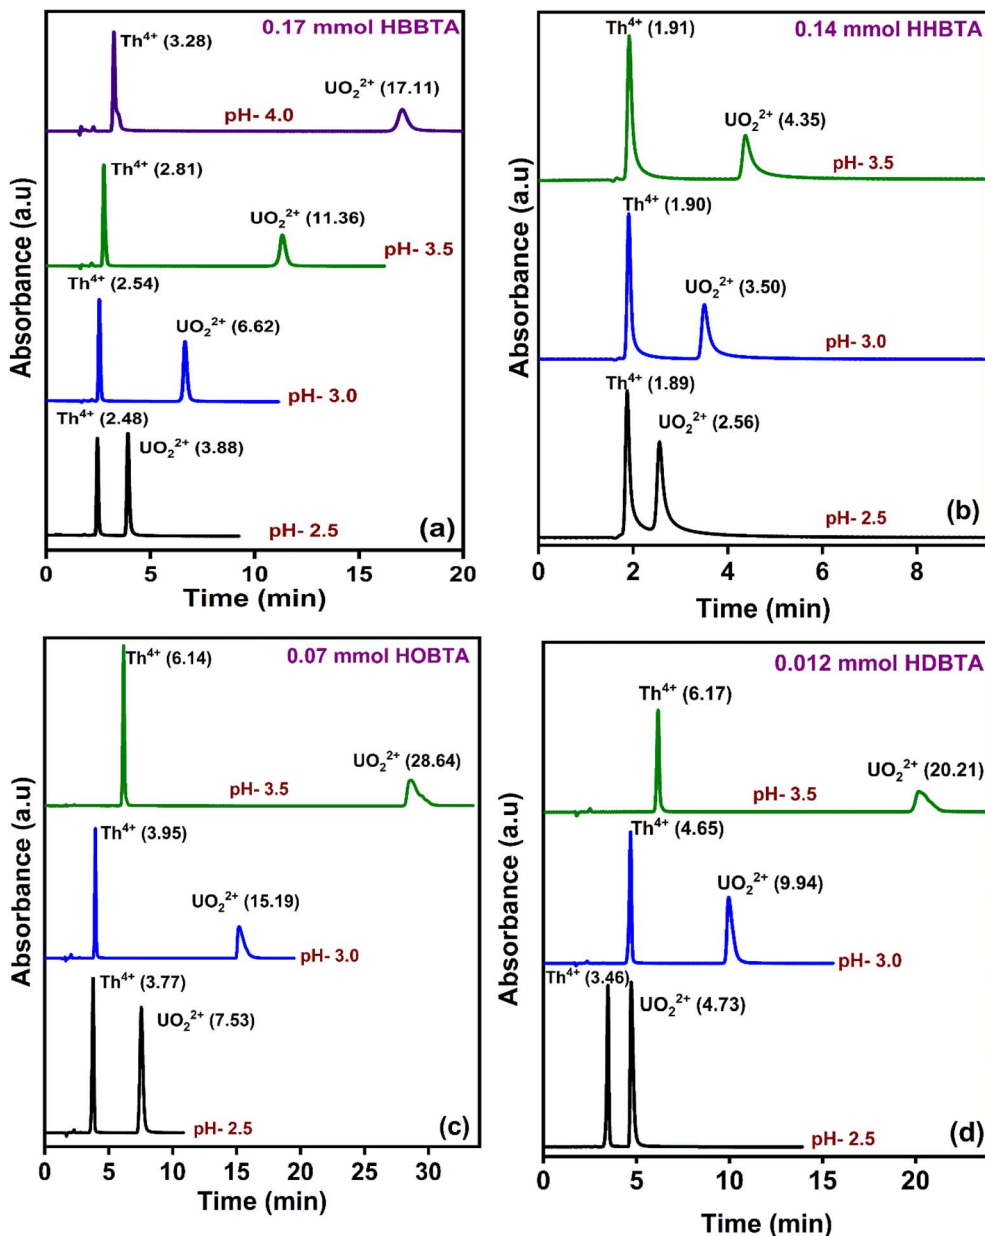 0.17 mmol HBBTA
Th⁴⁺ (3.28)
UO₂²⁺ (17.11)
pH- 4.0
Th⁴⁺ (2.81)
UO₂²⁺ (11.36)
pH- 3.5
Th⁴⁺
(2.54)
UO₂²⁺ (6.62)
pH- 3.0
Th⁴⁺
(2.48)
UO₂²⁺ (3.88)
pH- 2.5
(a)
Absorbance (a.u)
0 5 10 15 20
Time (min)
0.14 mmol HHBTA
Th⁴⁺
(1.91)
UO₂²⁺ (4.35)
pH- 3.5
Th⁴⁺
(1.90)
UO₂²⁺ (3.50)
pH- 3.0
Th⁴⁺
(1.89)
UO₂²⁺ (2.56)
pH- 2.5
(b)
Absorbance (a.u)
0 2 4 6 8
Time (min)
0.07 mmol HOBTA
Th⁴⁺
(6.14)
UO₂²⁺ (28.64)
pH- 3.5
Th⁴⁺ (3.95)
UO₂²⁺ (15.19)
pH- 3.0
Th⁴⁺ (3.77)
UO₂²⁺ (7.53)
pH- 2.5
(c)
Absorbance (a.u)
0 5 10 15 20 25 30
Time (min)
0.012 mmol HDBTA
Th⁴⁺ (6.17)
UO₂²⁺ (20.21)
pH- 3.5
Th⁴⁺ (4.65)
UO₂²⁺ (9.94)
pH- 3.0
Th⁴⁺ (3.46)
UO₂²⁺ (4.73)
pH- 2.5
(d)
Absorbance (a.u)
0 5 10 15 20
Time (min)